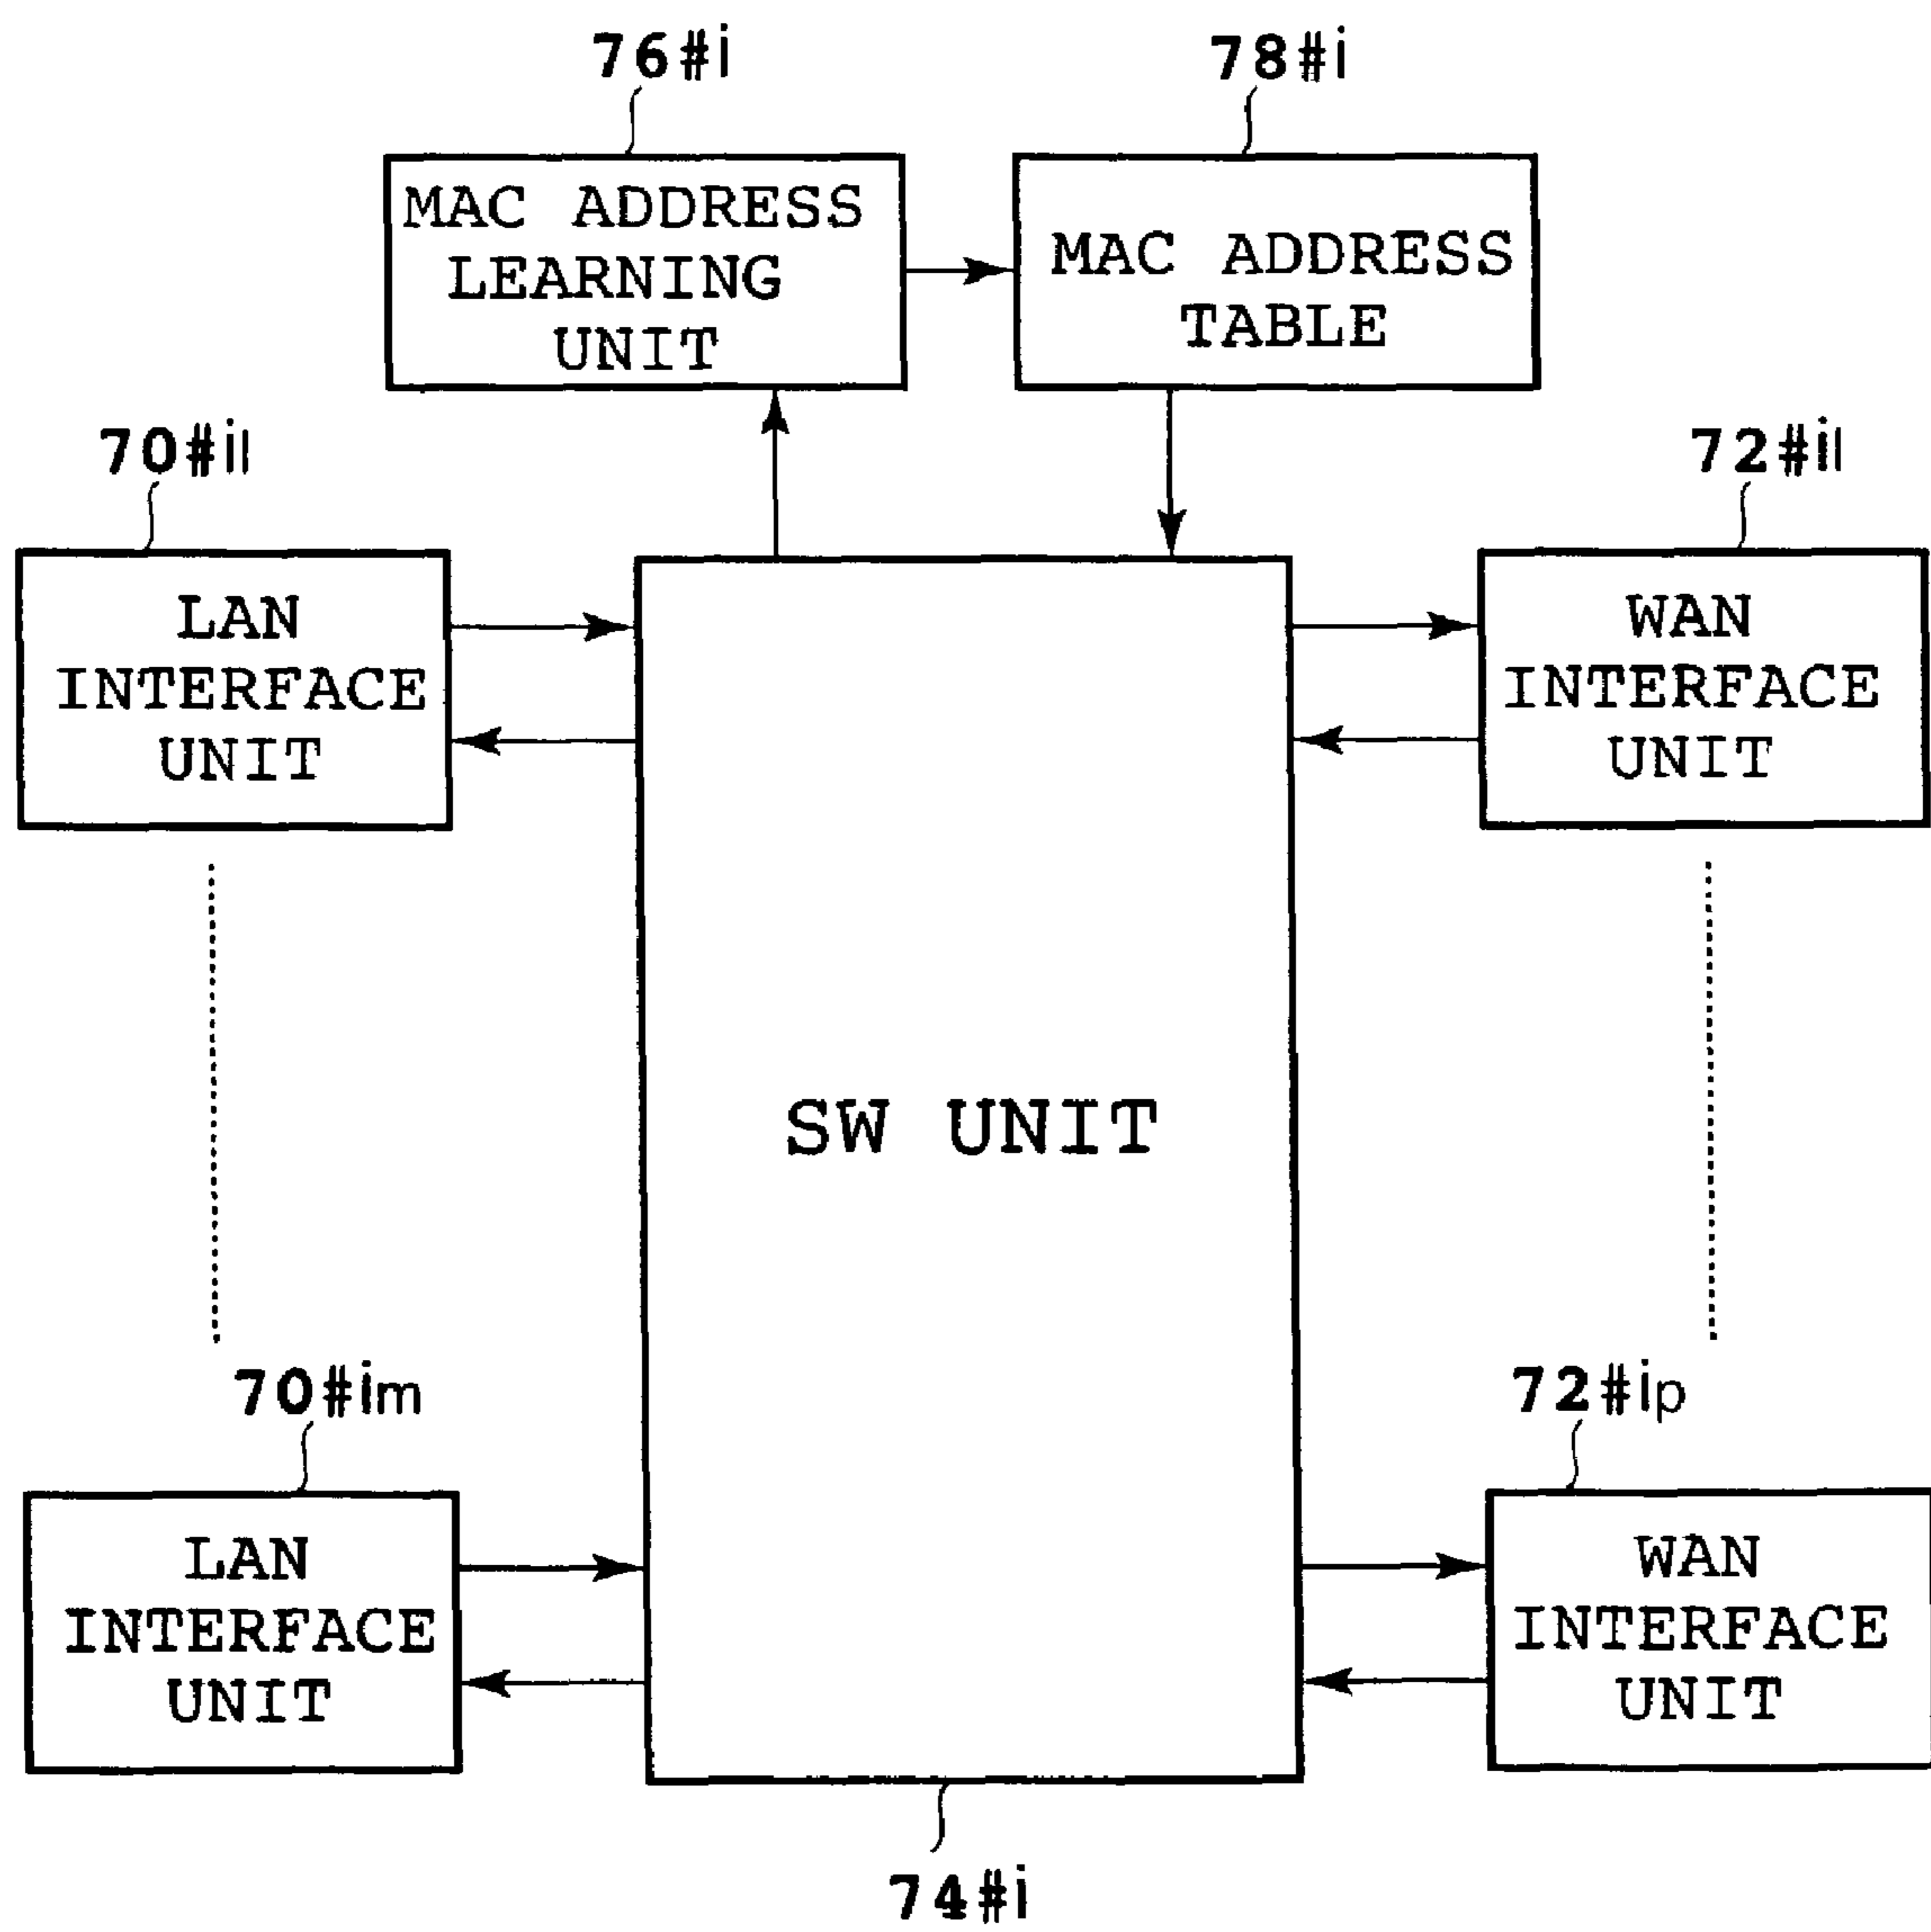 76#i
78#i
MAC ADDRESS
LEARNING
UNIT
MAC ADDRESS
TABLE
70#il
72#il
LAN
INTERFACE
UNIT
WAN
INTERFACE
UNIT
SW UNIT
70#im
72#ip
LAN
INTERFACE
UNIT
WAN
INTERFACE
UNIT
74#i